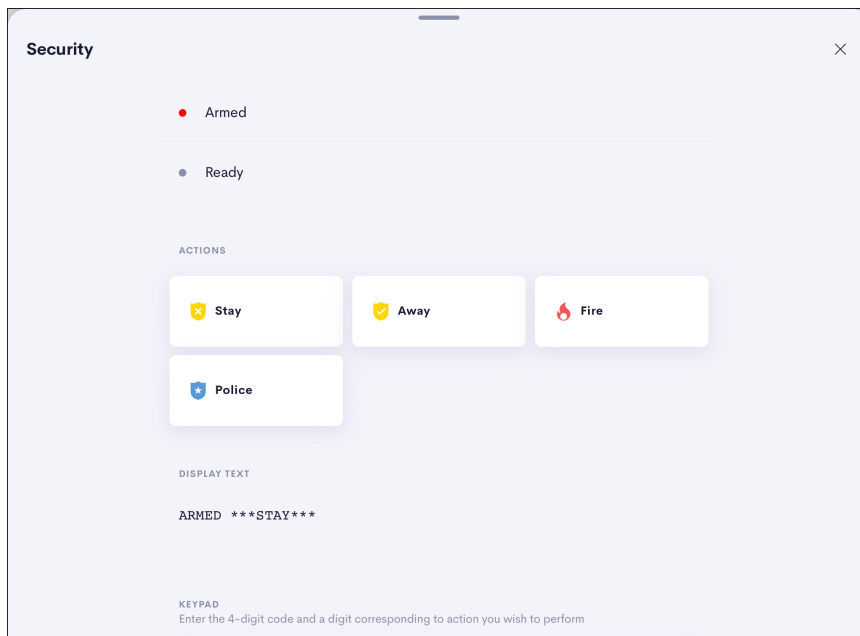 Security
Armed
Ready
ACTIONS
Stay
Away
Fire
Police
DISPLAY TEXT
ARMED ***STAY***
KEYPAD
Enter the 4-digit code and a digit corresponding to action you wish to perform